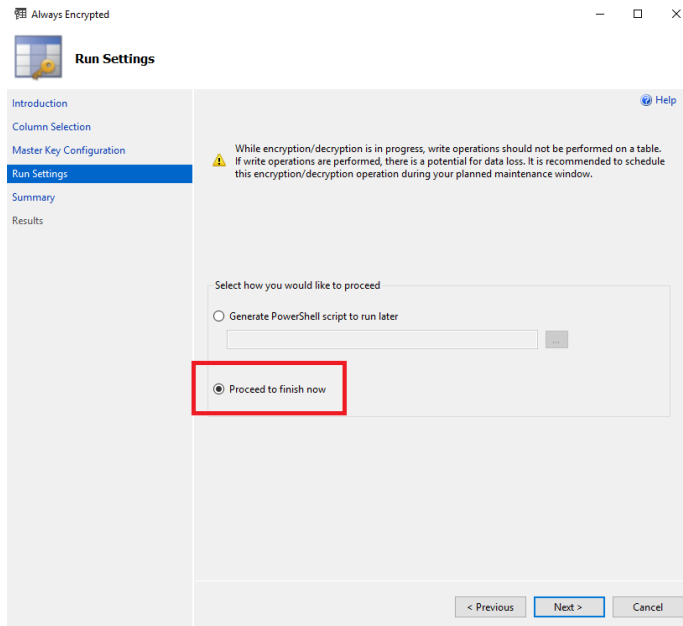 Always Encrypted
Run Settings
Introduction
Column Selection
Master Key Configuration
Run Settings
Summary
Results
Help
While encryption/decryption is in progress, write operations should not be performed on a table.
If write operations are performed, there is a potential for data loss. It is recommended to schedule
this encryption/decryption operation during your planned maintenance window.
Select how you would like to proceed
Generate PowerShell script to run later
...
Proceed to finish now
< Previous
Next >
Cancel